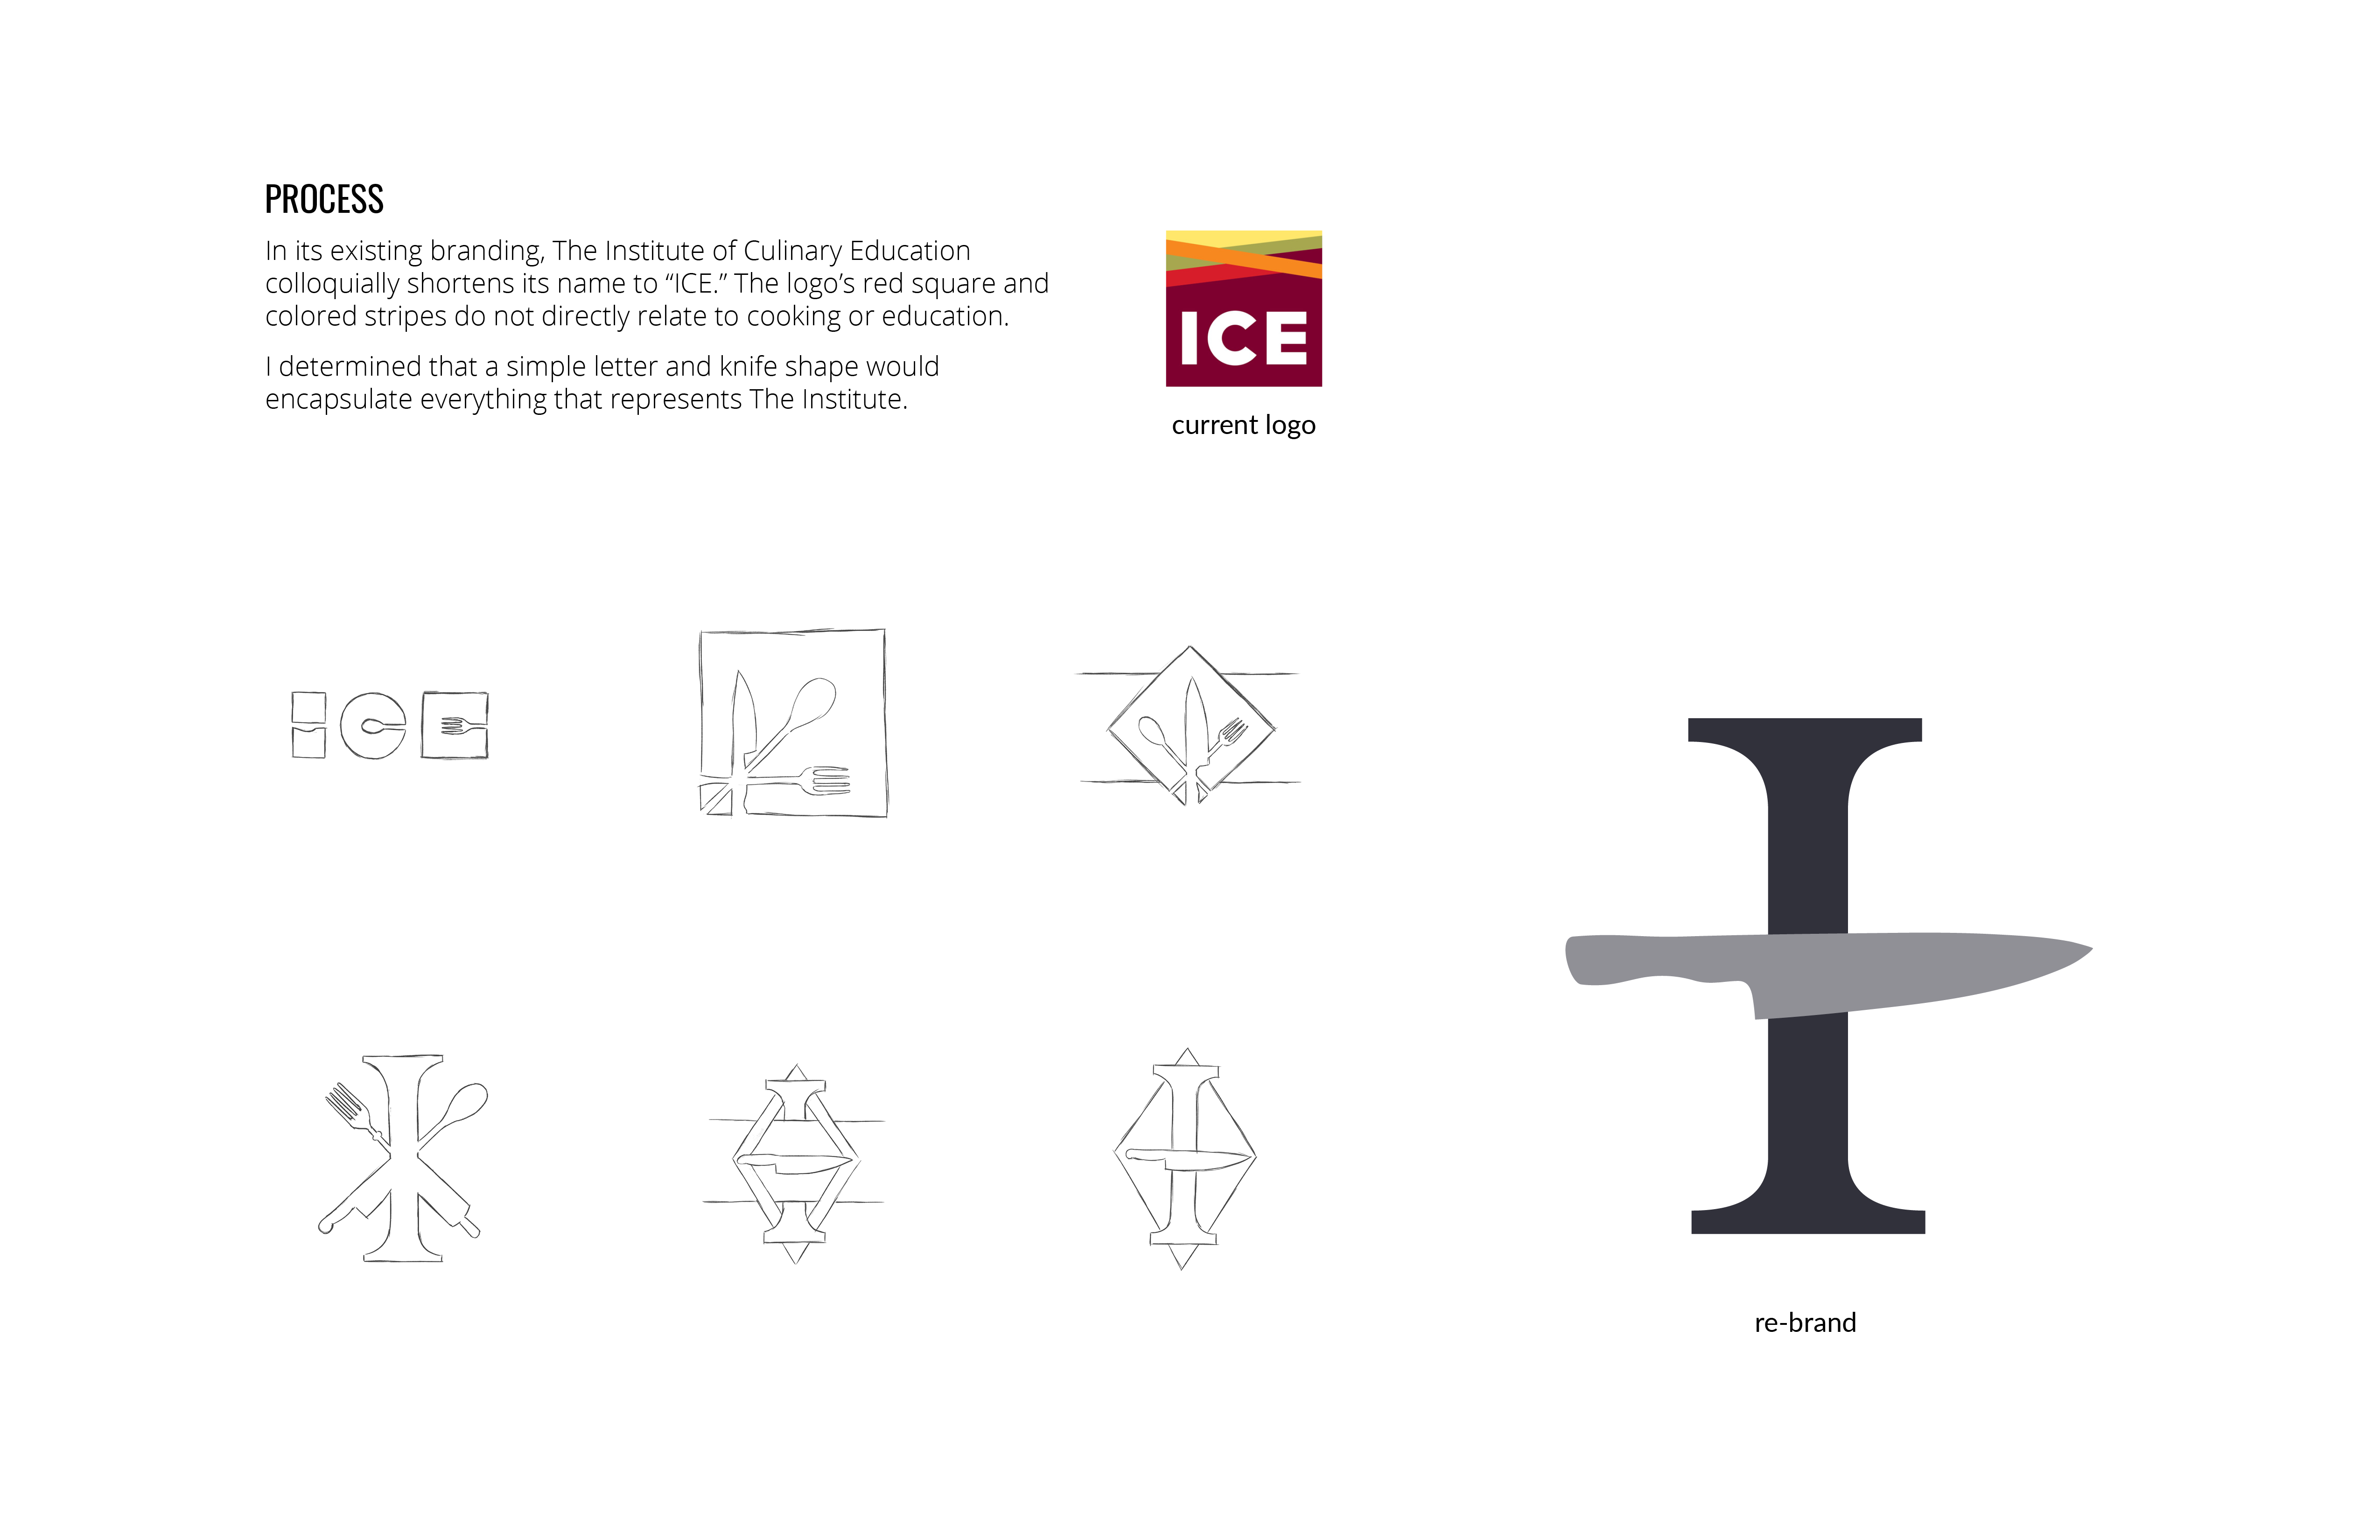 PROCESS
In its existing branding, The Institute of Culinary Education
colloquially shortens its name to “ICE.” The logo’s red square and
colored stripes do not directly relate to cooking or education.
I determined that a simple letter and knife shape would
encapsulate everything that represents The Institute.
ICE
current logo
iCE
I
I
I
I
re-brand